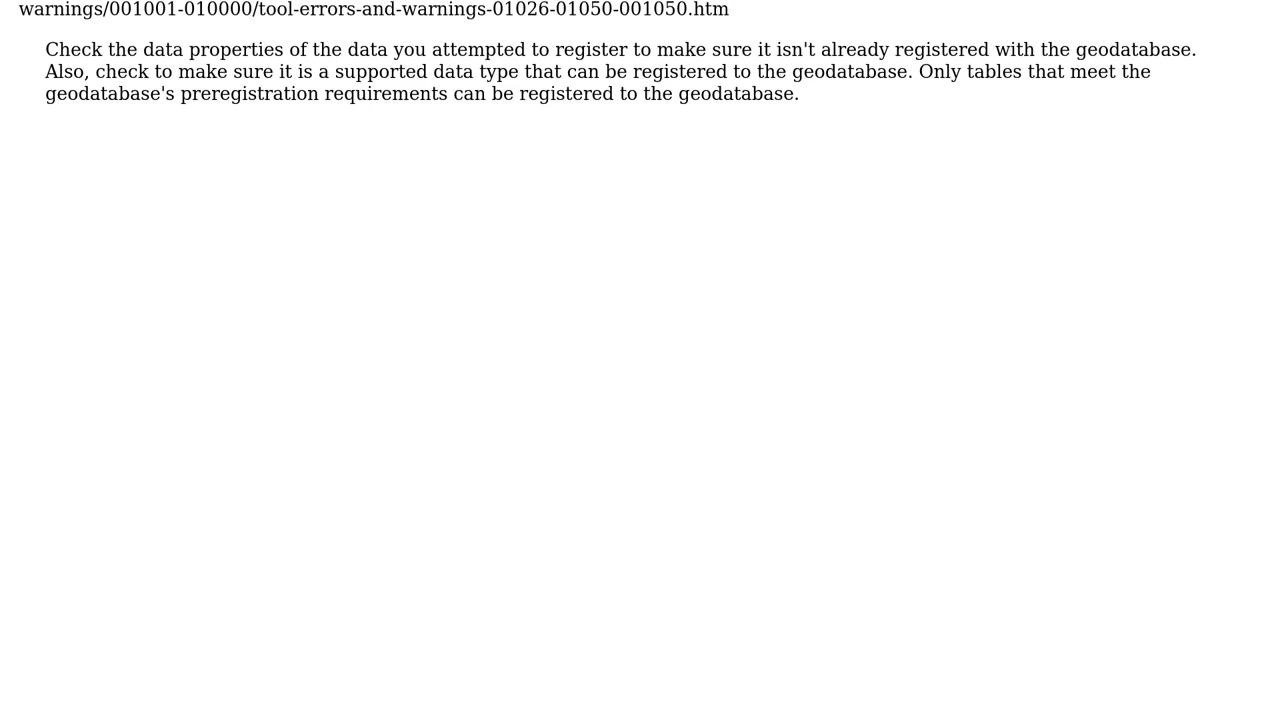 warnings/001001-010000/tool-errors-and-warnings-01026-01050-001050.htm
Check the data properties of the data you attempted to register to make sure it isn't already registered with the geodatabase.
Also, check to make sure it is a supported data type that can be registered to the geodatabase. Only tables that meet the
geodatabase's preregistration requirements can be registered to the geodatabase.